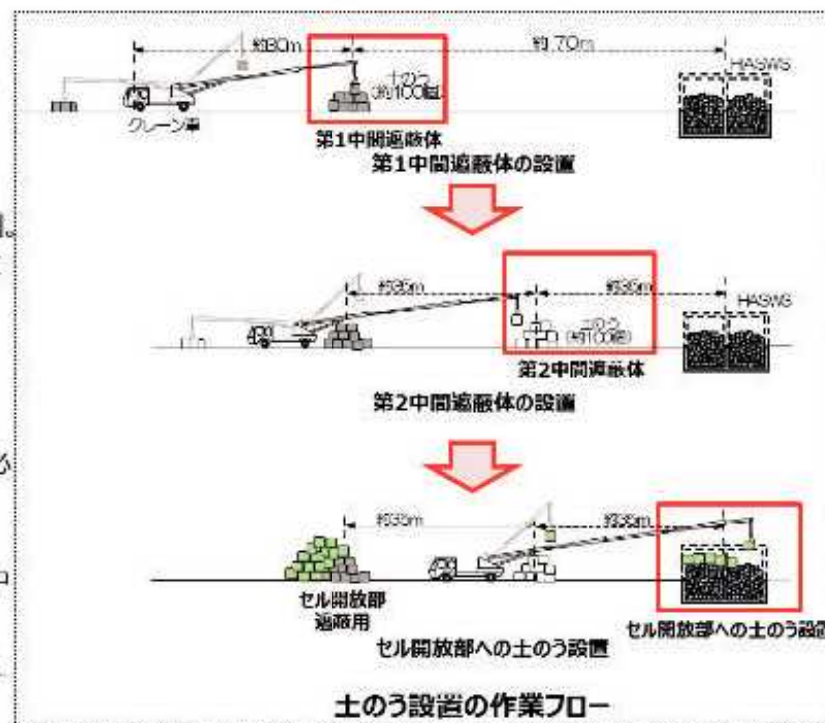 約30m
約70m
HASWS
土のう
(約100個)
クレーン車
第1中間遮蔽体
第1中間遮蔽体の設置
約35m
約35m
HASWS
土のう
(約100個)
第2中間遮蔽体
第2中間遮蔽体の設置
約35m
約35m
セル開放部
遮蔽用
セル開放部への土のう設置
セル開放部への土のう設置
土のう設置の作業フロー